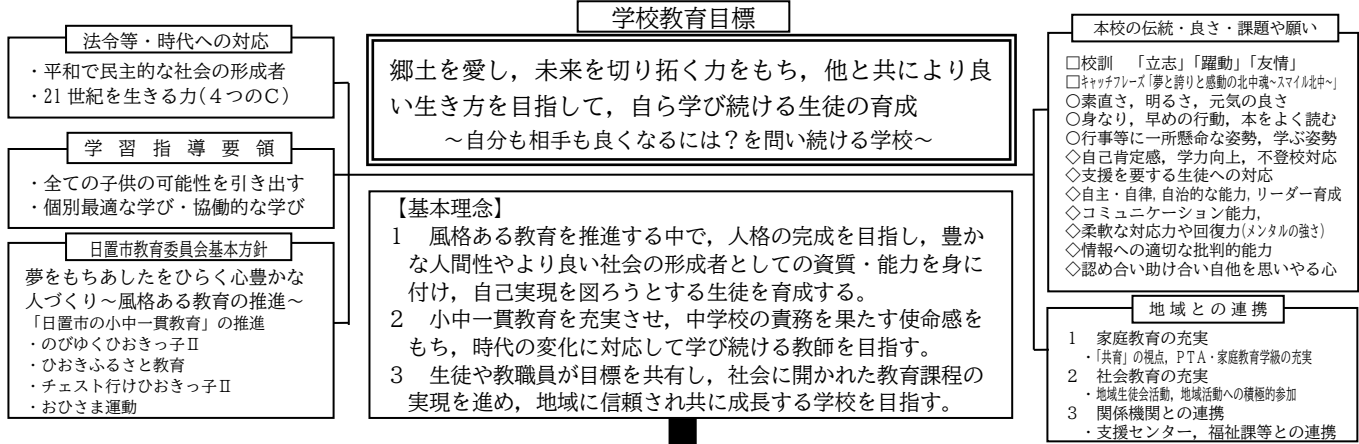 学校教育目標
郷土を愛し，未来を切り拓く力をもち，他と共により良
い生き方を目指して，自ら学び続ける生徒の育成
～自分も相手も良くなるには？を問い続ける学校～
法令等・時代への対応
・平和で民主的な社会の形成者
・21世紀を生きる力(４つのＣ)
学習指導要領
・全ての子供の可能性を引き出す
・個別最適な学び・協働的な学び
日置市教育委員会基本方針
夢をもちあしたをひらく心豊かな
人づくり～風格ある教育の推進～
「日置市の小中一貫教育」の推進
・のびゆくひおきっ子Ⅱ
・ひおきふるさと教育
・チェスト行けひおきっ子Ⅱ
・おひさま運動
【基本理念】
１　風格ある教育を推進する中で，人格の完成を目指し，豊か
な人間性やより良い社会の形成者としての資質・能力を身に
付け，自己実現を図ろうとする生徒を育成する。
２　小中一貫教育を充実させ，中学校の責務を果たす使命感を
もち，時代の変化に対応して学び続ける教師を目指す。
３　生徒や教職員が目標を共有し，社会に開かれた教育課程の
実現を進め，地域に信頼され共に成長する学校を目指す。
本校の伝統・良さ・課題や願い
□校訓　「立志」「躍動」「友情」
□キャッチフレーズ「夢と誇りと感動の北中魂～スマイル北中～」
○素直さ，明るさ，元気の良さ
○身なり，早めの行動，本をよく読む
○行事等に一所懸命な姿勢，学ぶ姿勢
◇自己肯定感，学力向上，不登校対応
◇支援を要する生徒への対応
◇自主・自律，自治的な能力，リーダー育成
◇コミュニケーション能力，
◇柔軟な対応力や回復力(メンタルの強さ)
◇情報への適切な批判的能力
◇認め合い助け合い自他を思いやる心
地域との連携
１　家庭教育の充実
・「共育」の視点，ＰＴＡ・家庭教育学級の充実
２　社会教育の充実
・地域生徒会活動，地域活動への積極的参加
３　関係機関との連携
・支援センター，福祉課等との連携